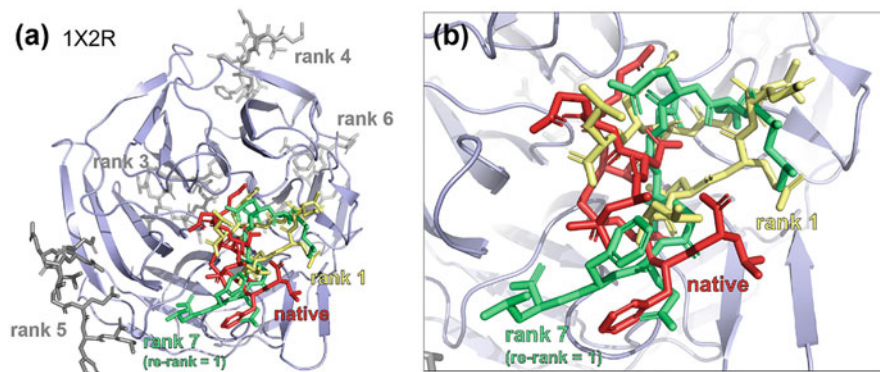 (a) 1X2R
rank 4
rank 6
rank 3
rank 1
native
rank 5
rank 7
(re-rank = 1)
(b)
rank 1
native
rank 7
(re-rank = 1)